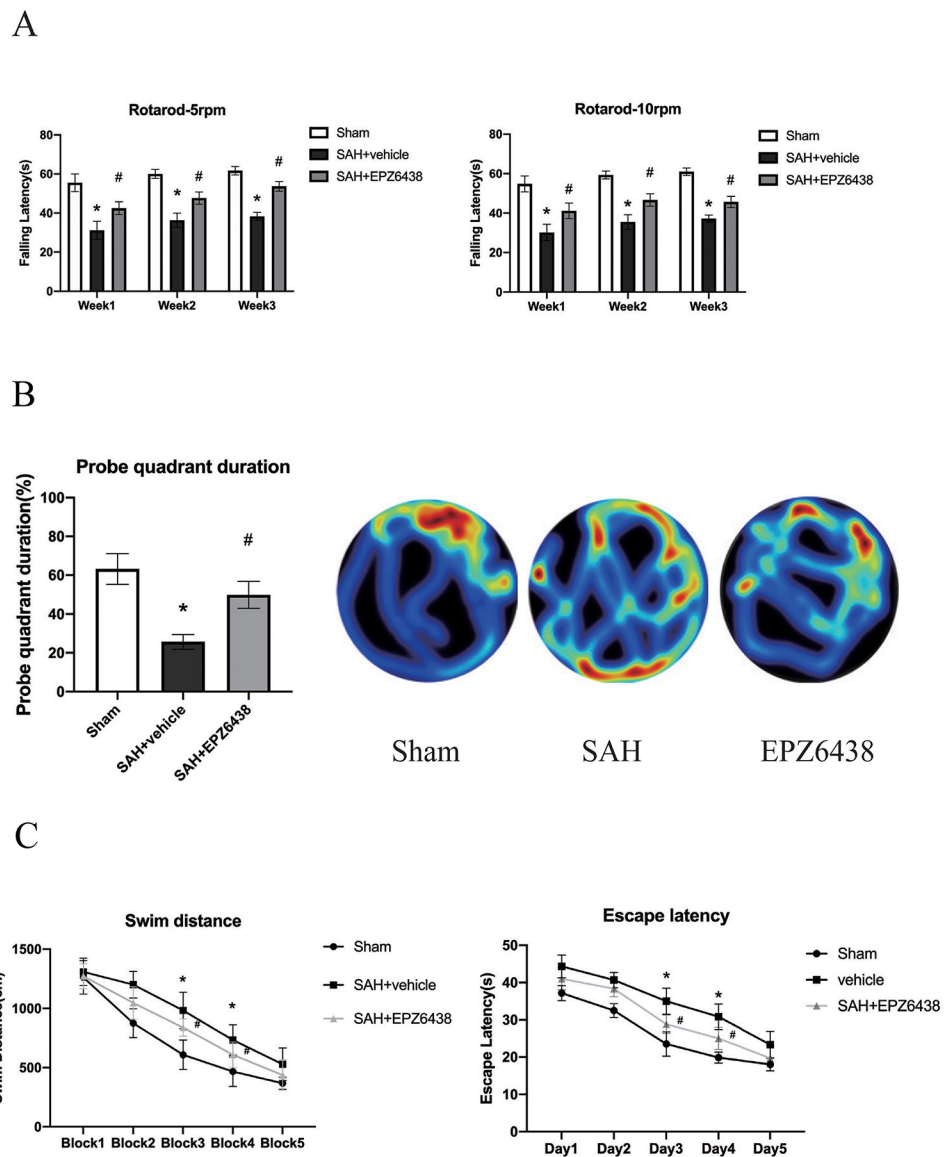 A
Rotarod-5rpm
Falling Latency(s)
80
60
40
20
0
* # * # * #
Week1 Week2 Week3
Sham
SAH+vehicle
SAH+EPZ6438
Rotarod-10rpm
Falling Latency(s)
80
60
40
20
0
* # * # * #
Week1 Week2 Week3
Sham
SAH+vehicle
SAH+EPZ6438
B
Probe quadrant duration
Probe quadrant duration(%)
100
80
60
40
20
0
* #
Sham
SAH+vehicle
SAH+EPZ6438
Sham SAH EPZ6438
C
Swim distance
1500
1000
500
0
* *
# #
Block1 Block2 Block3 Block4 Block5
Sham
SAH+vehicle
SAH+EPZ6438
Escape latency
Escape Latency(s)
50
40
30
20
10
0
* *
# #
Day1 Day2 Day3 Day4 Day5
Sham
vehicle
SAH+EPZ6438